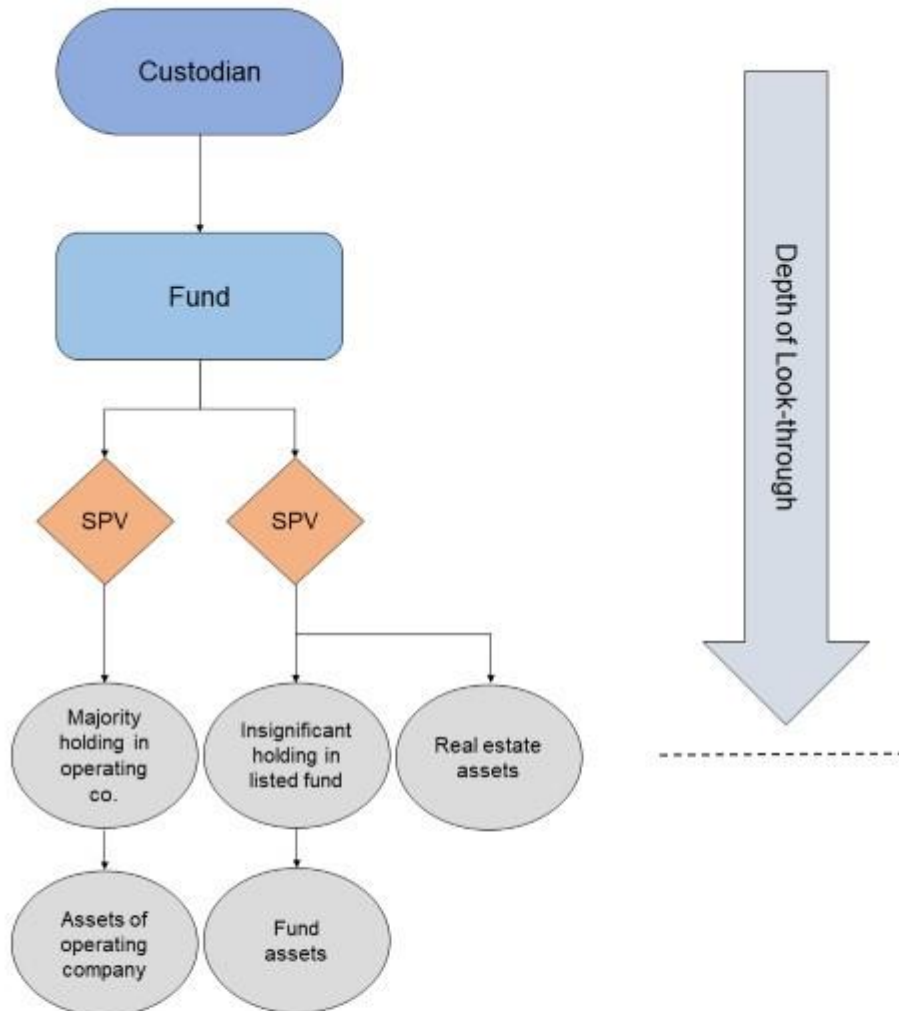 Custodian
Fund
Depth of Look-through
SPV
SPV
Majority
holding in
operating
co.
Insignificant
holding in
listed fund
Real estate
assets
Assets of
operating
company
Fund
assets